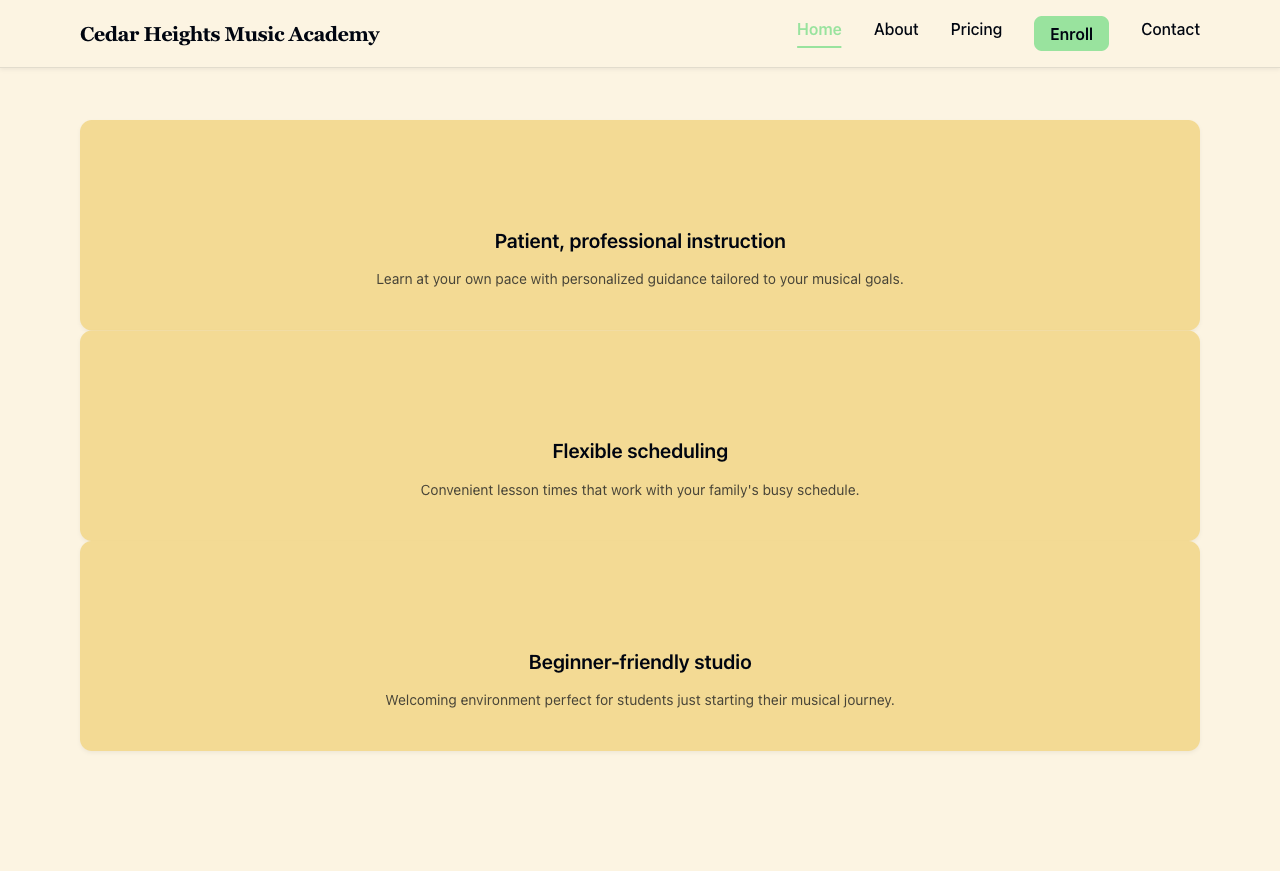 Cedar Heights Music Academy
Home
About
Pricing
Enroll
Contact
Patient, professional instruction
Learn at your own pace with personalized guidance tailored to your musical goals.
Flexible scheduling
Convenient lesson times that work with your family's busy schedule.
Beginner-friendly studio
Welcoming environment perfect for students just starting their musical journey.